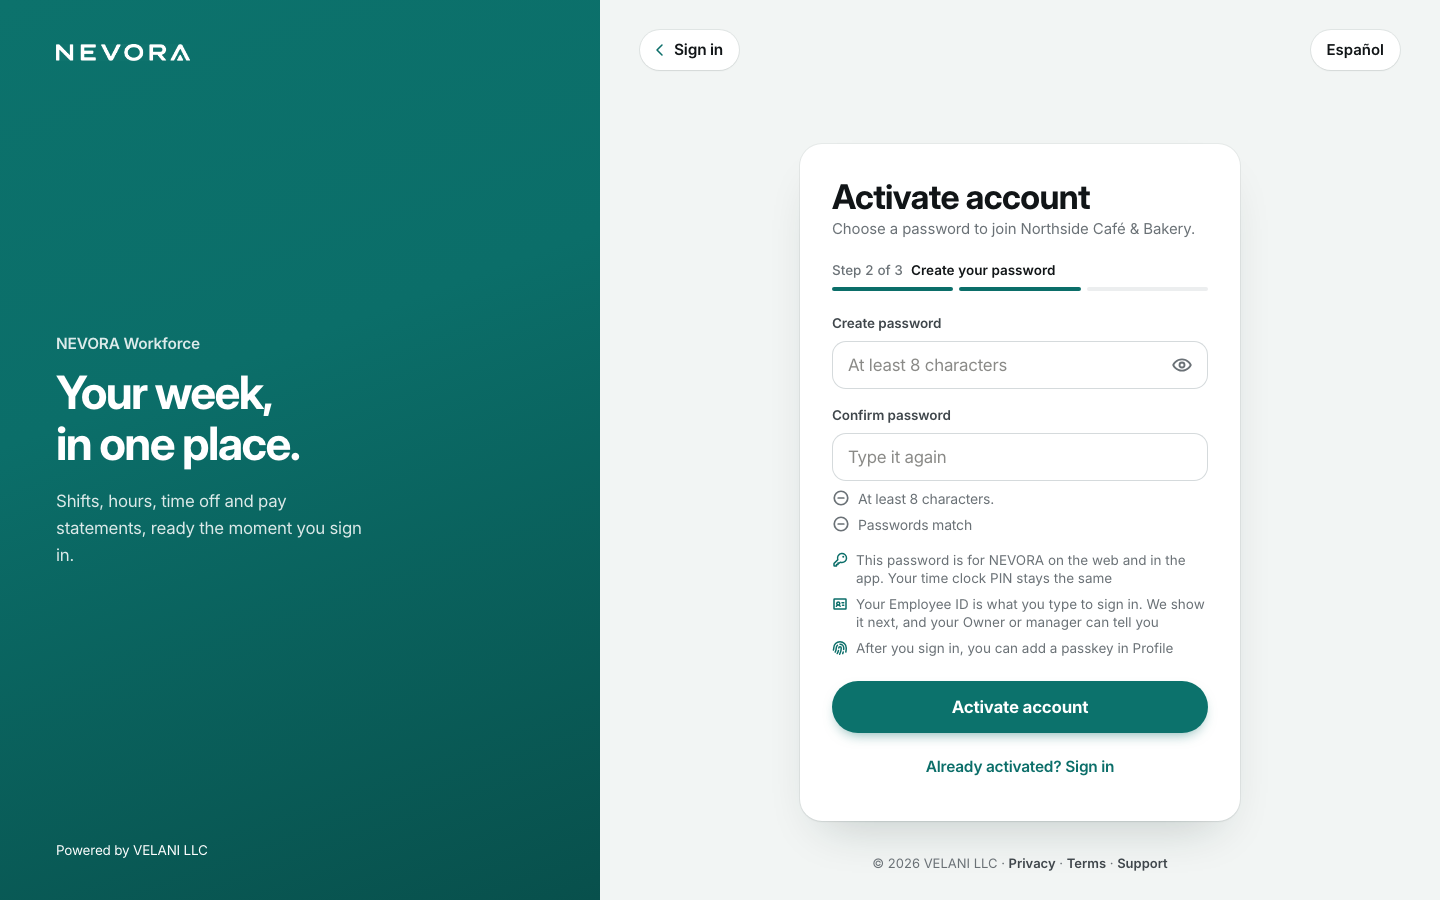 NEVORA
Sign in
Español
NEVORA Workforce
Your week,
in one place.
Shifts, hours, time off and pay
statements, ready the moment you sign
in.
Powered by VELANI LLC
Activate account
Choose a password to join Northside Café & Bakery.
Step 2 of 3 Create your password
Create password
At least 8 characters
Confirm password
Type it again
At least 8 characters.
Passwords match
This password is for NEVORA on the web and in the
app. Your time clock PIN stays the same
Your Employee ID is what you type to sign in. We show
it next, and your Owner or manager can tell you
After you sign in, you can add a passkey in Profile
Activate account
Already activated? Sign in
© 2026 VELANI LLC · Privacy · Terms · Support